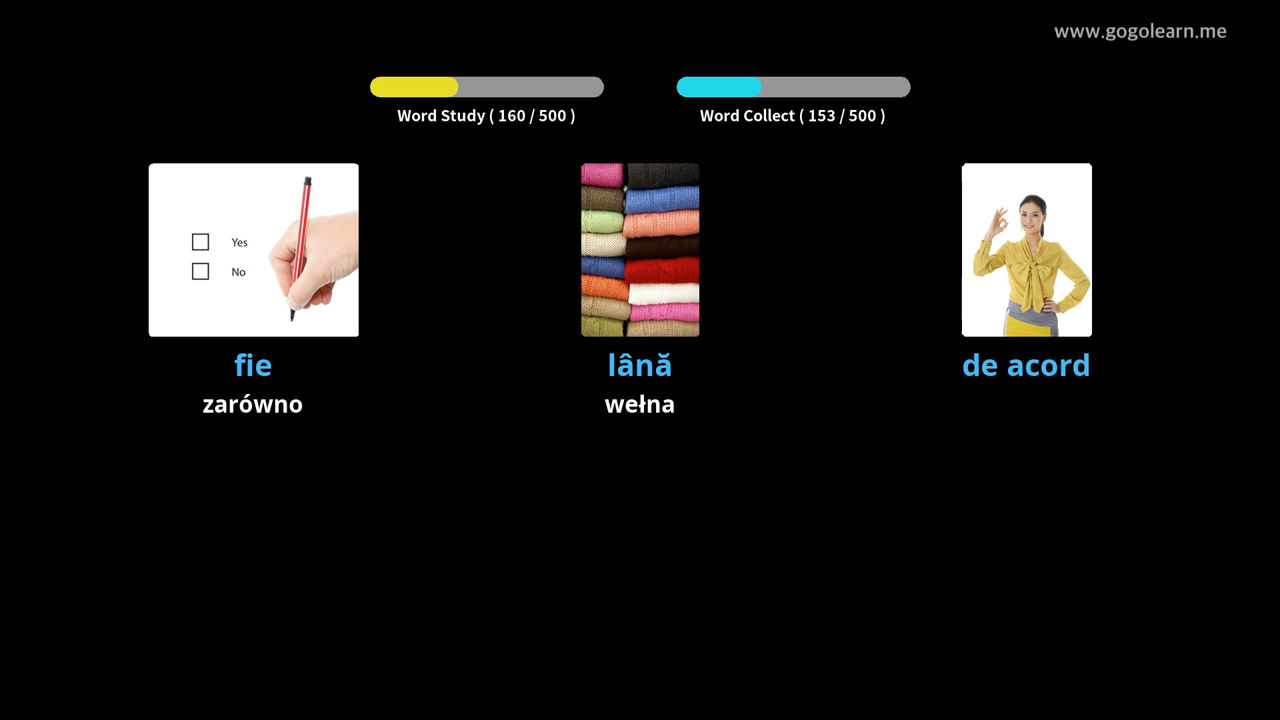 www.gogolearn.me
Word Study ( 160 / 500 )
Word Collect ( 153 / 500 )
Yes
No
fie
lână
de acord
zarówno
wełna